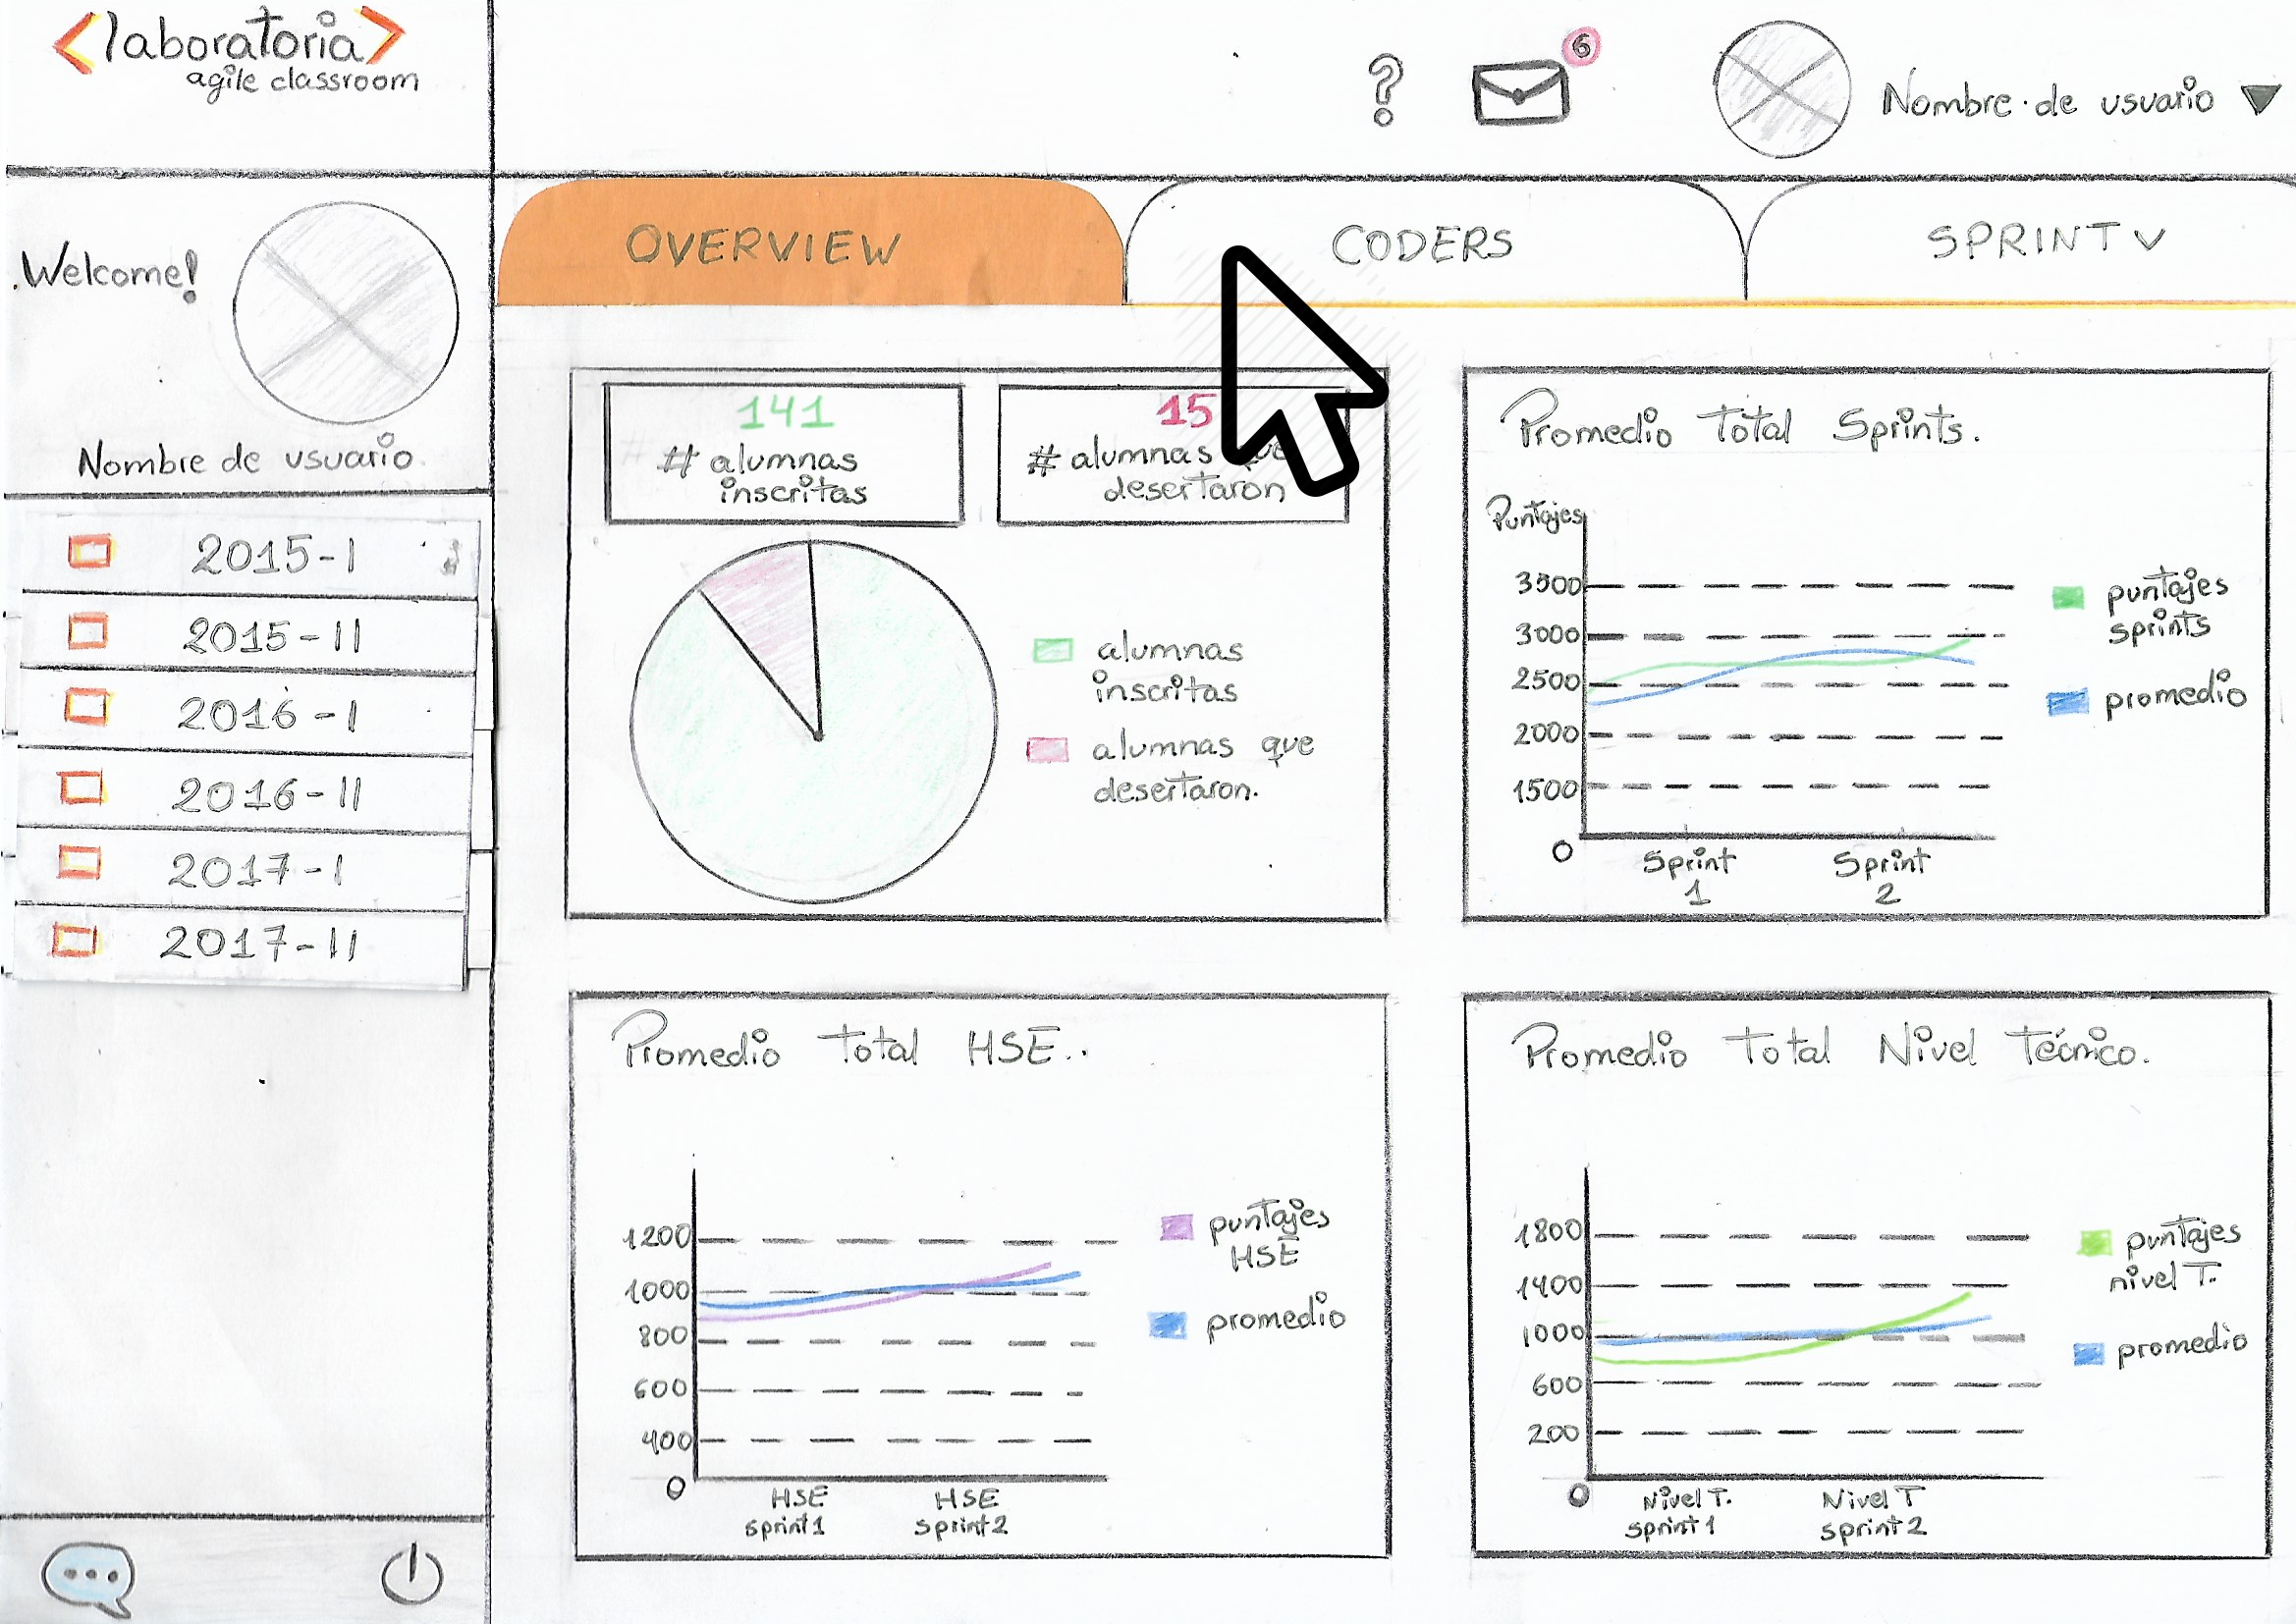 <laboratoria>
agile classroom
?
6
Nombre de usuario
Welcome!
Nombre de usuario
2015-I
2015-II
2016-I
2016-II
2017-I
2017-II
OVERVIEW
CODERS
SPRINT
141
# alumnas
inscritas
15
# alumnas que
desertaron
alumnas
inscritas
alumnas que
desertaron.
Promedio Total Sprints.
Puntajes
3500
3000
2500
2000
1500
0
Sprint
1
Sprint
2
puntajes
sprints
promedio
Promedio Total HSE..
1200
1000
800
600
400
0
HSE
sprint 1
HSE
sprint 2
puntajes
HSE
promedio
Promedio Total Nivel Técnico.
1800
1400
1000
600
200
0
Nivel T.
sprint 1
Nivel T
sprint 2
puntajes
nivel T.
promedio